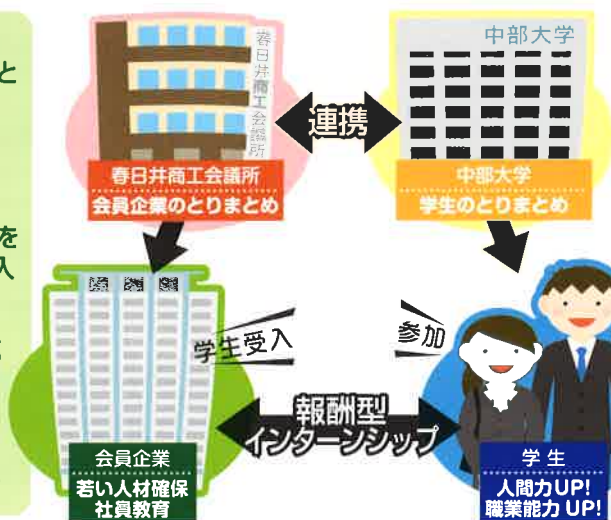 と
を
入
春日井商工会議所
中部大学
連携
春日井商工会議所
会員企業のとりまとめ
中部大学
学生のとりまとめ
学生受入
参加
報酬型
インターンシップ
会員企業
若い人材確保
社員教育
学生
人間力UP!
職業能力UP!